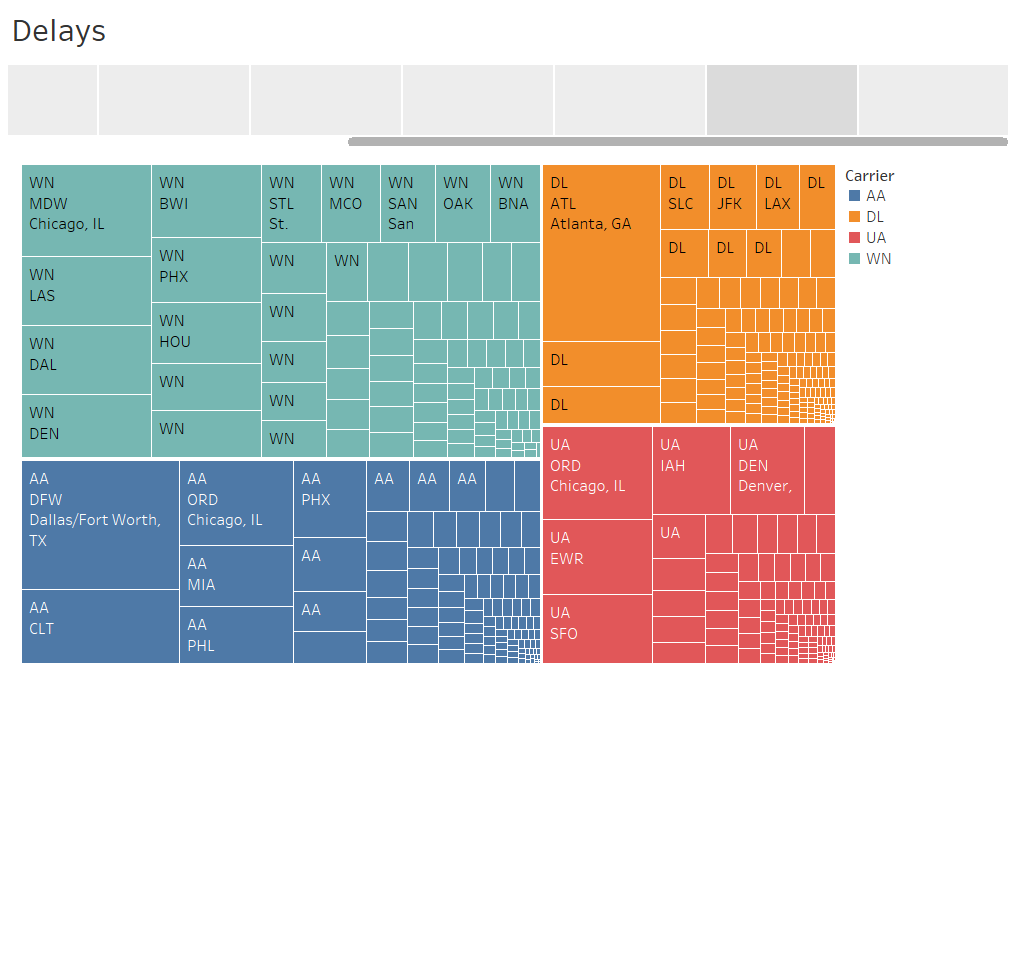 Delays
WN
MDW
Chicago, IL
WN
LAS
WN
DAL
WN
DEN
WN
BWI
WN
PHX
WN
HOU
WN
WN
WN
STL
St.
WN
MCO
WN
SAN
San
WN
OAK
WN
BNA
WN
WN
WN
WN
WN
WN
DL
ATL
Atlanta, GA
DL
DL
DL
SLC
DL
JFK
DL
LAX
DL
DL
DL
DL
Carrier
AA
DL
UA
WN
AA
DFW
Dallas/Fort Worth,
TX
AA
CLT
AA
ORD
Chicago, IL
AA
MIA
AA
PHL
AA
PHX
AA
AA
AA
AA
AA
UA
ORD
Chicago, IL
UA
EWR
UA
SFO
UA
IAH
UA
DEN
Denver,
UA